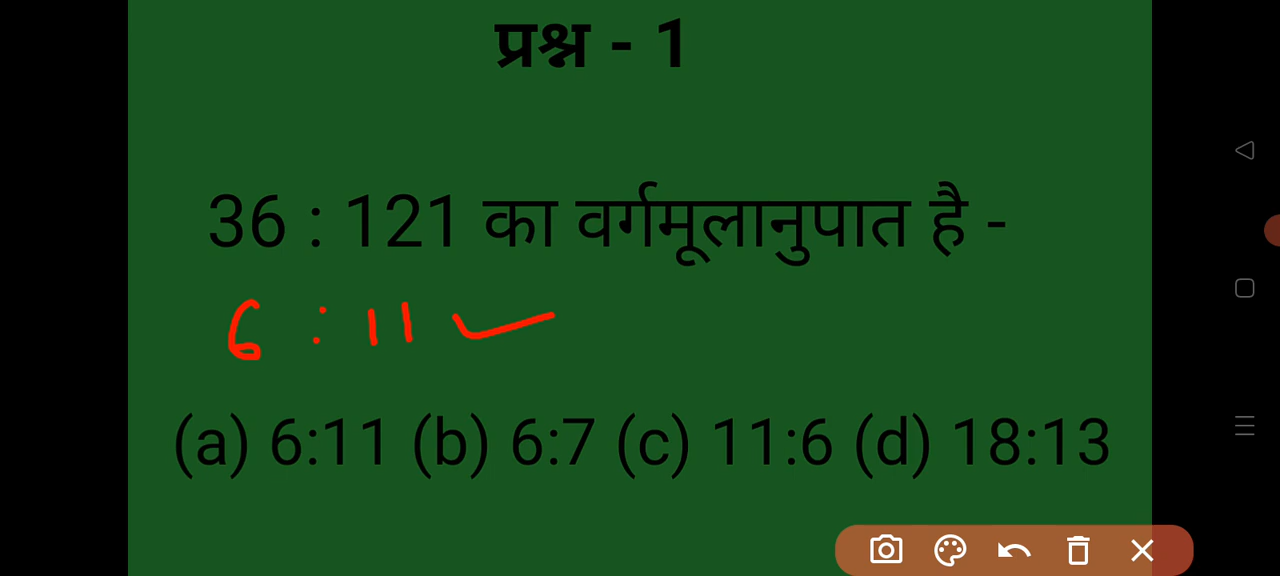 प्रश्न - 1
36 : 121 का वर्गमूलानुपात है -
6 : 11
(a) 6:11 (b) 6:7 (c) 11:6 (d) 18:13